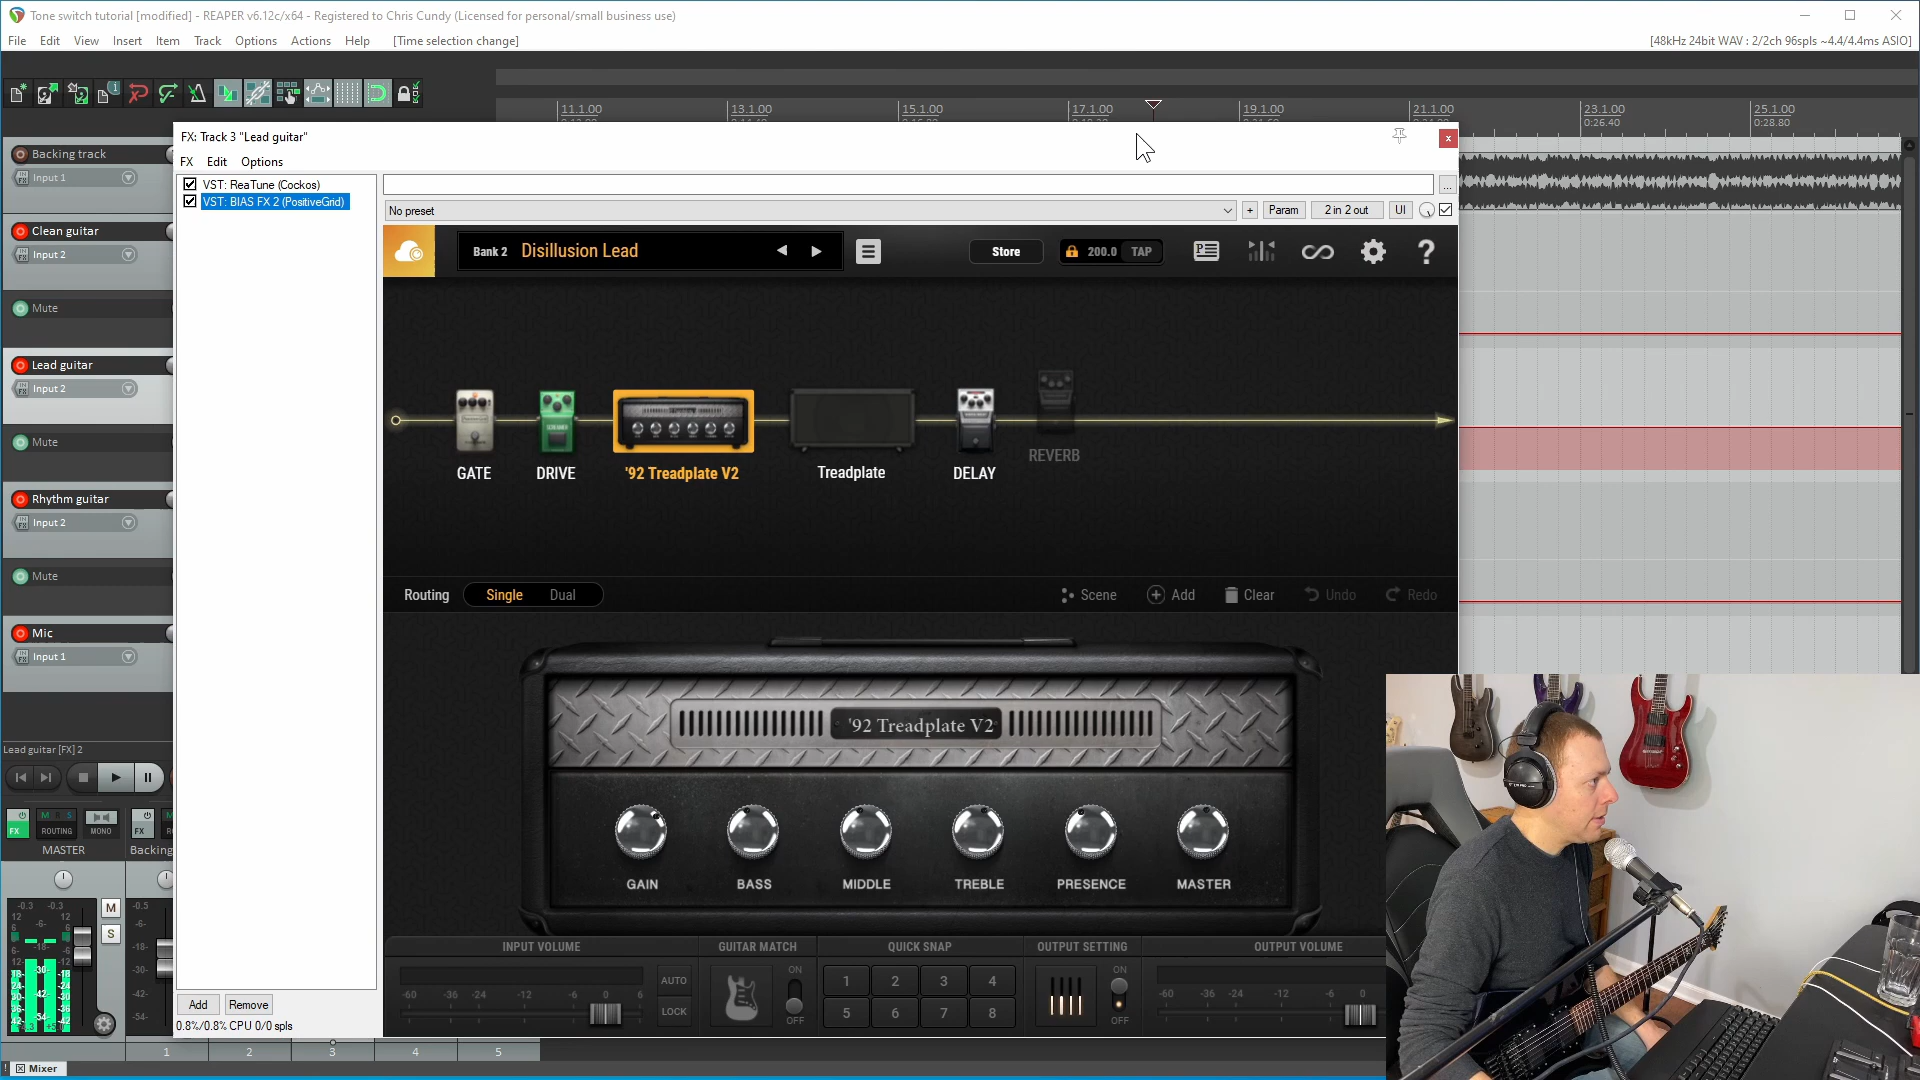 Tone switch tutorial [modified] - REAPER v6.12c/x64 - Registered to Chris Cundy (Licensed for personal/small business use)
File Edit View Insert Item Track Options Actions Help [Time selection change]
[48kHz 24bit WAV : 2/2ch 96spls ~4.4/4.4ms ASIO]
11.1.00 13.1.00 15.1.00 17.1.00 19.1.00 21.1.00 23.1.00 25.1.00
0:26.40 0:28.80
FX: Track 3 "Lead guitar"
FX Edit Options
Backing track
Input 1
Clean guitar
Input 2
Mute
Lead guitar
Input 2
Mute
Rhythm guitar
Input 2
Mute
Mic
Input 1
VST: ReaTune (Cockos)
VST: BIAS FX 2 (PositiveGrid)
No preset
+ Param 2 in 2 out UI
Bank 2 Disillusion Lead
Store 200.0 TAP
GATE DRIVE '92 Treadplate V2 Treadplate DELAY REVERB
Routing Single Dual
Scene Add Clear Undo Redo
'92 Treadplate V2
GAIN BASS MIDDLE TREBLE PRESENCE MASTER
INPUT VOLUME GUITAR MATCH QUICK SNAP OUTPUT SETTING OUTPUT VOLUME
-60 -36 -24 -12 -6 0 6
AUTO
LOCK
ON
OFF
1 2 3 4
5 6 7 8
ON
OFF
-60 -36 -24 -12 -6 0
Add Remove
0.8%/0.8% CPU 0/0 spls
Lead guitar [FX] 2
FX ROUTING MONO FX
MASTER Backing
-0.3 -0.3 M -0.5
S
1 2 3 4 5
Mixer